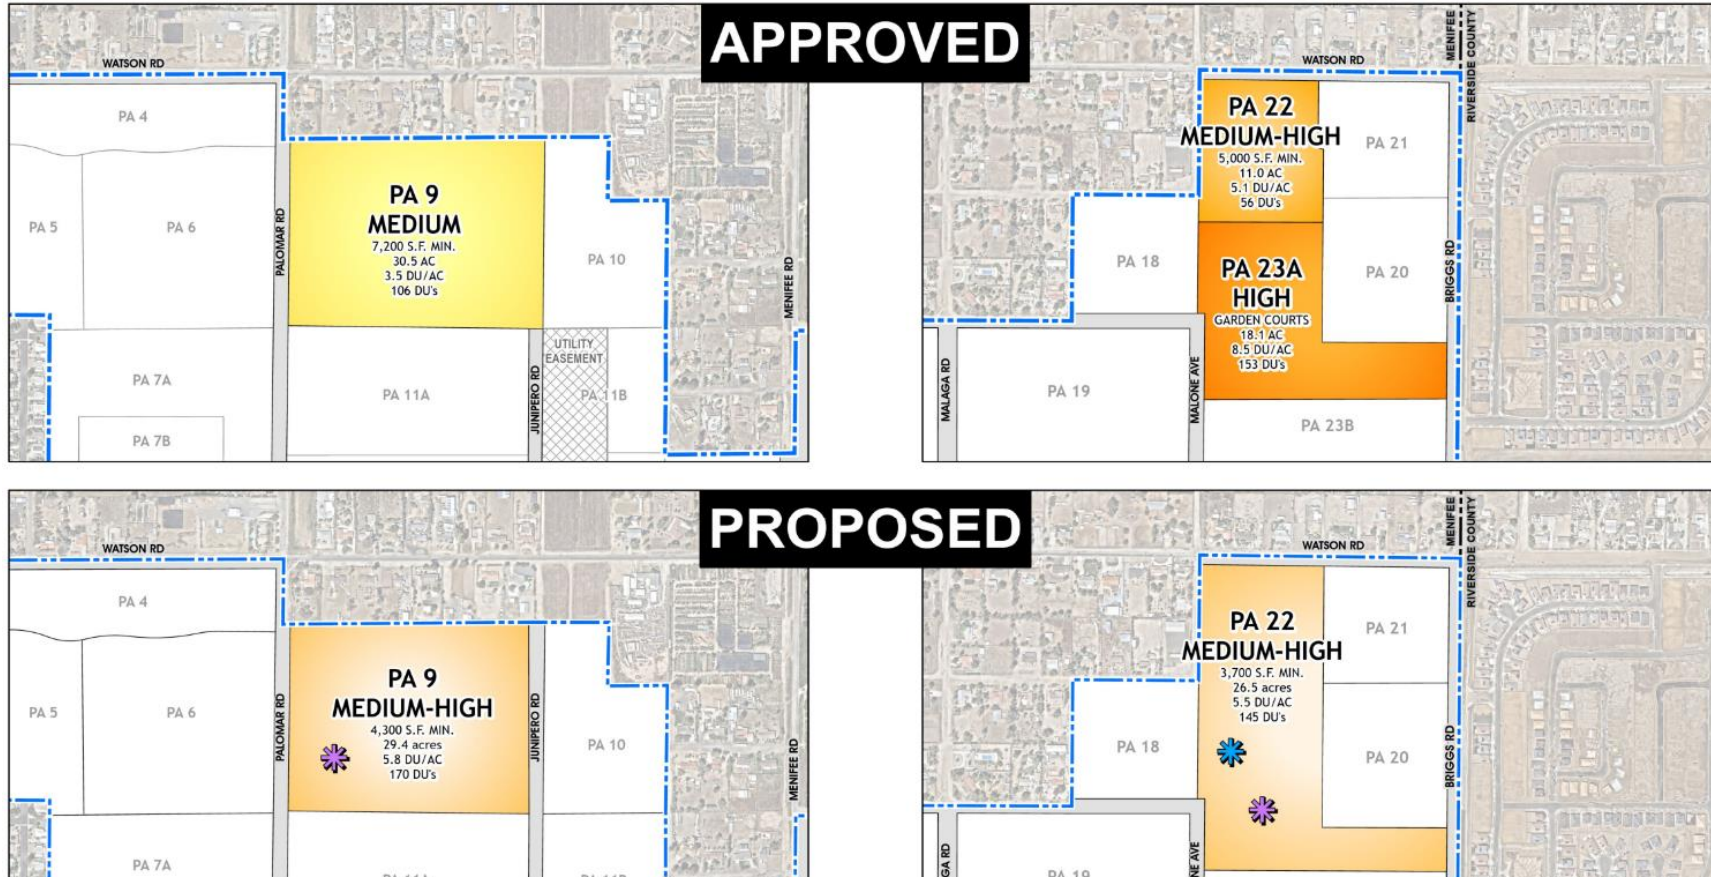 APPROVED
WATSON RD
PA 4
PA 5
PA 6
PALOMAR RD
PA 9
MEDIUM
7,200 S.F. MIN.
30.5 AC
3.5 DU/AC
106 DU's
PA 10
MENIFEE RD
UTILITY
EASEMENT
PA 7A
PA 7B
PA 11A
JUNIPERO RD
PA 11B
WATSON RD
MENIFEE
RIVERSIDE COUNTY
PA 22
MEDIUM-HIGH
5,000 S.F. MIN.
11.0 AC
5.1 DU/AC
56 DU's
PA 21
PA 18
PA 23A
HIGH
GARDEN COURTS
18.1 AC
8.5 DU/AC
153 DU's
PA 20
BRIGGS RD
MALAGA RD
PA 19
MALONE AVE
PA 23B
PROPOSED
WATSON RD
PA 4
PA 5
PA 6
PALOMAR RD
PA 9
MEDIUM-HIGH
4,300 S.F. MIN.
29.4 acres
5.8 DU/AC
170 DU's
JUNIPERO RD
PA 10
MENIFEE RD
PA 7A
WATSON RD
MENIFEE
RIVERSIDE COUNTY
PA 22
MEDIUM-HIGH
3,700 S.F. MIN.
26.5 acres
5.5 DU/AC
145 DU's
PA 21
PA 18
PA 20
BRIGGS RD
GA RD
PA 19
NE AVE